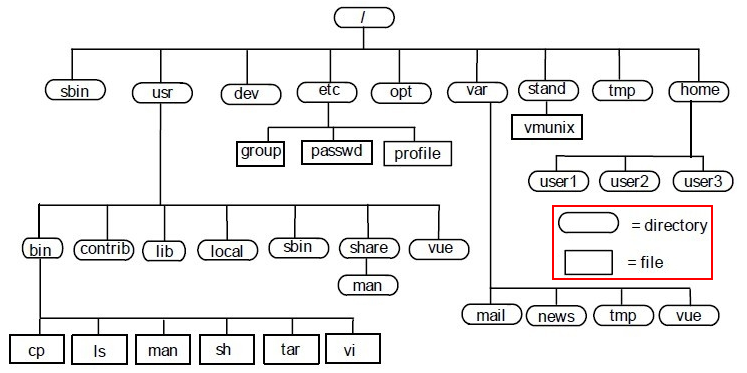 /
sbin usr dev etc opt var stand tmp home
group passwd profile vmunix
user1 user2 user3
bin contrib lib local sbin share vue
man
= directory
= file
mail news tmp vue
cp ls man sh tar vi